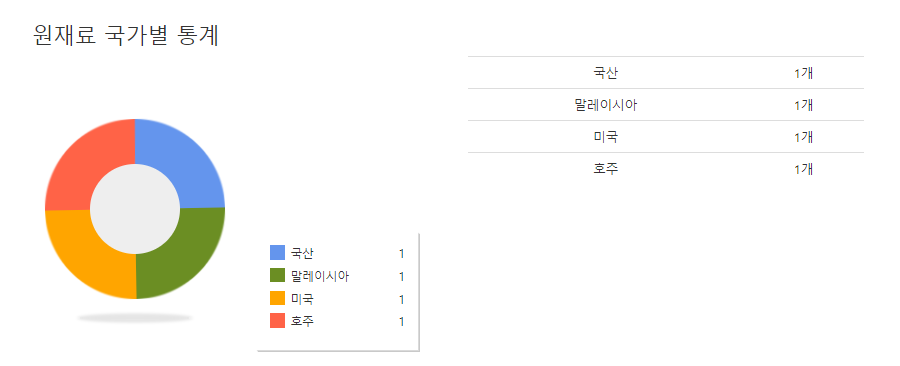 원재료 국가별 통계
국산 1개
말레이시아 1개
미국 1개
호주 1개
국산 1
말레이시아 1
미국 1
호주 1